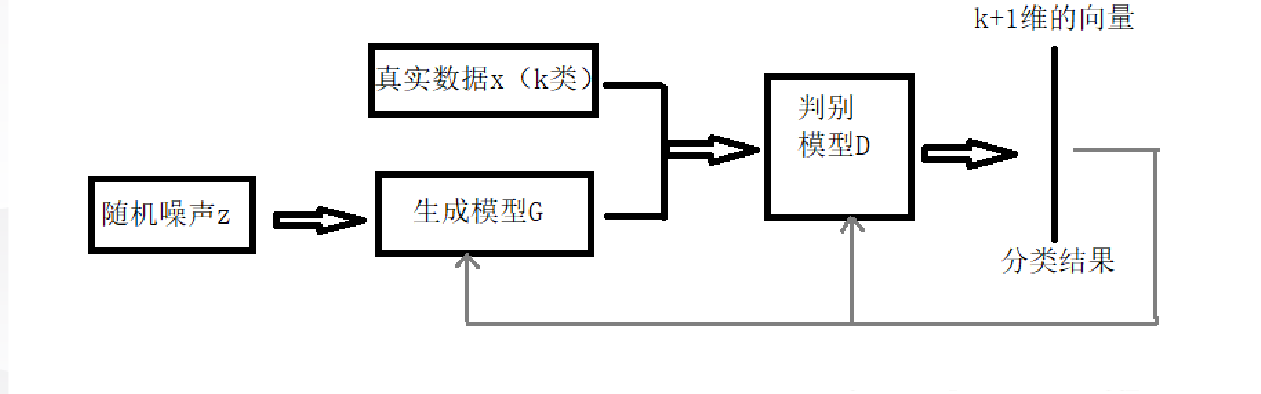 k+1维的向量
真实数据x（k类）
判别
模型D
随机噪声z
生成模型G
分类结果